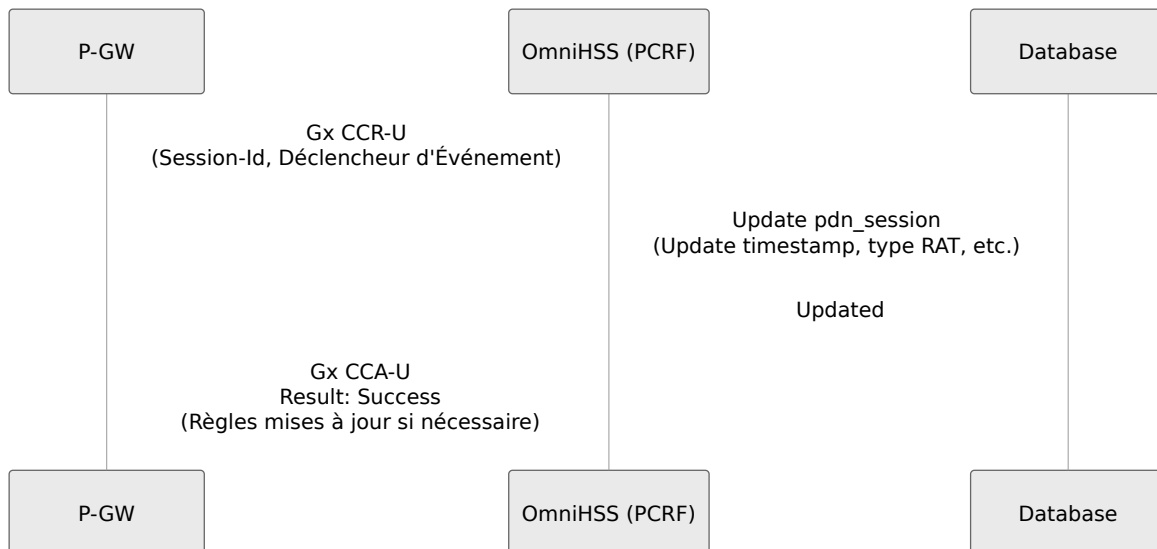 P-GW
OmniHSS (PCRF)
Database
Gx CCR-U
(Session-Id, Déclencheur d'Événement)
Update pdn_session
(Update timestamp, type RAT, etc.)
Updated
Gx CCA-U
Result: Success
(Règles mises à jour si nécessaire)
P-GW
OmniHSS (PCRF)
Database